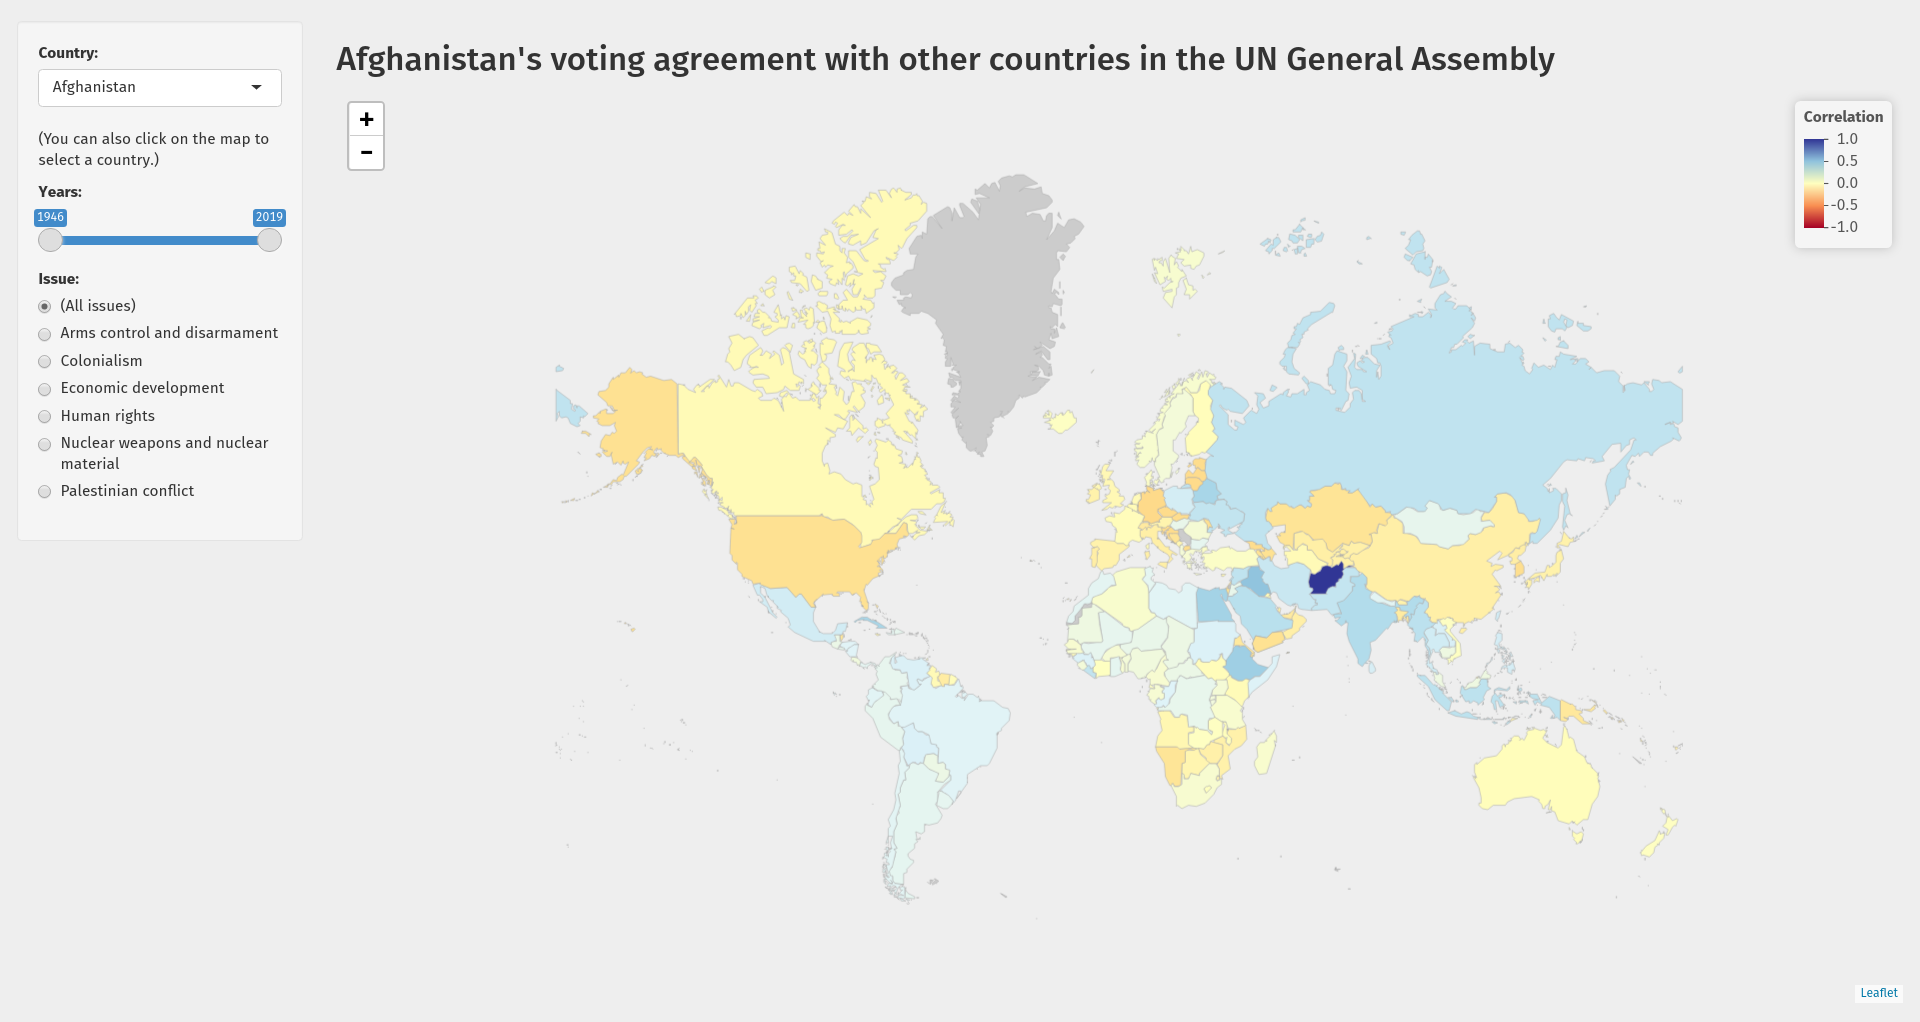 Country:
Afghanistan
(You can also click on the map to
select a country.)
Years:
1946 2019
Issue:
(All issues)
Arms control and disarmament
Colonialism
Economic development
Human rights
Nuclear weapons and nuclear
material
Palestinian conflict
Afghanistan's voting agreement with other countries in the UN General Assembly
+
−
Correlation
1.0
0.5
0.0
-0.5
-1.0
Leaflet